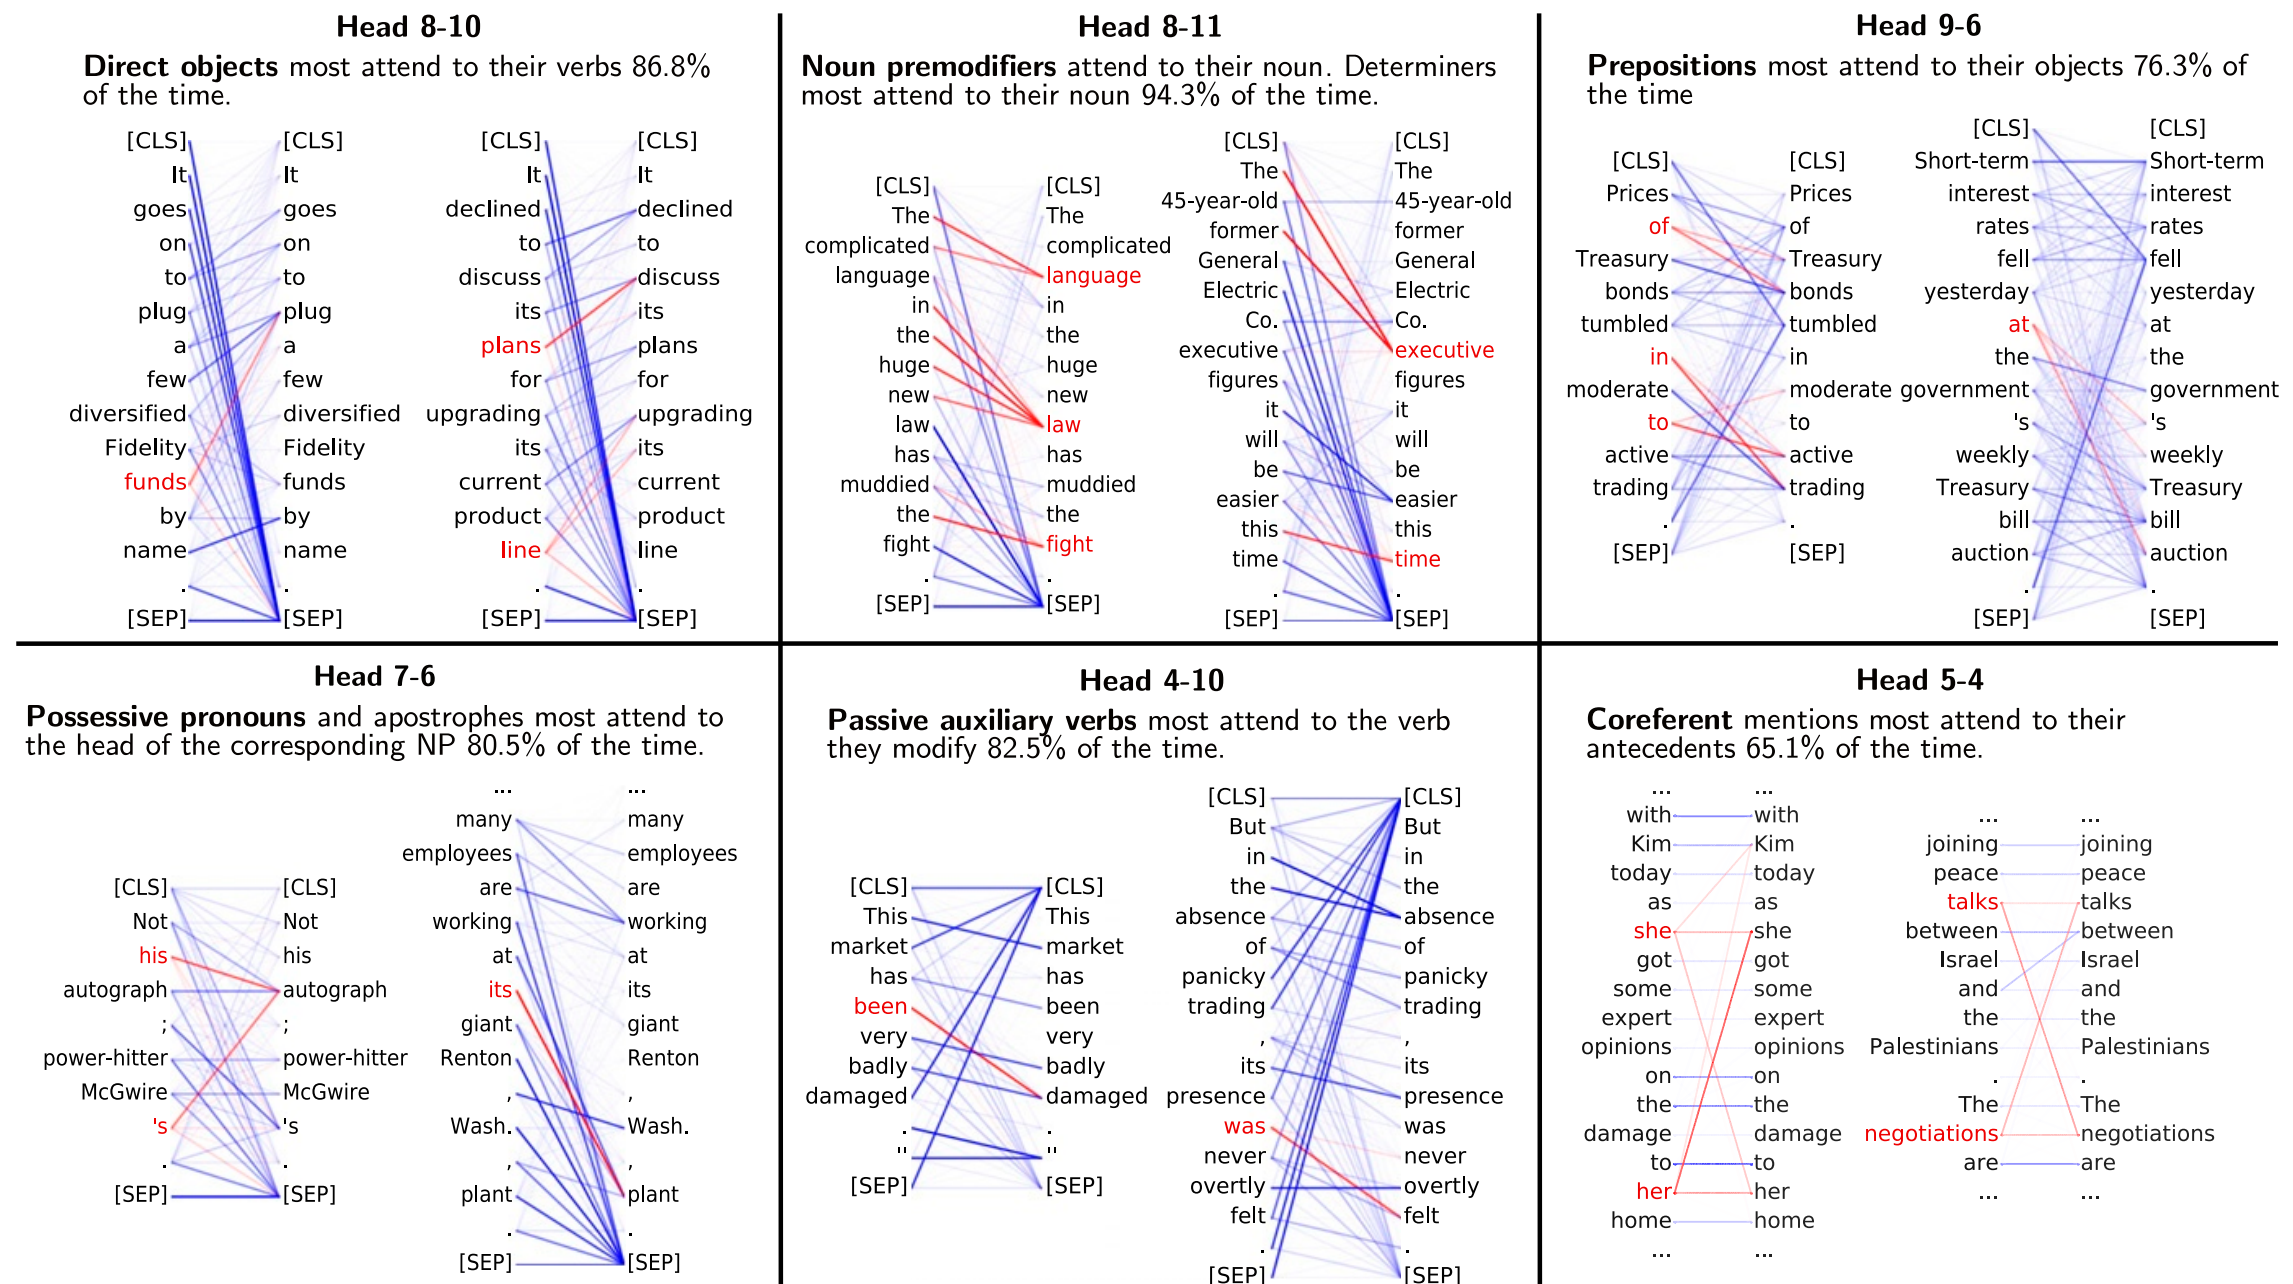 Head 8-10
Direct objects most attend to their verbs 86.8%
of the time.
[CLS] [CLS]
It It
goes goes
on on
to to
plug plug
a a
few few
diversified diversified
Fidelity Fidelity
funds funds
by by
name name
. .
[SEP] [SEP]
[CLS] [CLS]
It It
declined declined
to to
discuss discuss
its its
plans plans
for for
upgrading upgrading
its its
current current
product product
line line
. .
[SEP] [SEP]
Head 8-11
Noun premodifiers attend to their noun. Determiners
most attend to their noun 94.3% of the time.
[CLS] [CLS]
The The
complicated complicated
language language
in in
the the
huge huge
new new
law law
has has
muddied muddied
the the
fight fight
. .
[SEP] [SEP]
[CLS] [CLS]
The The
45-year-old 45-year-old
former former
General General
Electric Electric
Co. Co.
executive executive
figures figures
it it
will will
be be
easier easier
this this
time time
. .
[SEP] [SEP]
Head 9-6
Prepositions most attend to their objects 76.3% of
the time
[CLS] [CLS]
Prices Prices
of of
Treasury Treasury
bonds bonds
tumbled tumbled
in in
moderate moderate
to to
active active
trading trading
. .
[SEP] [SEP]
[CLS] [CLS]
Short-term Short-term
interest interest
rates rates
fell fell
yesterday yesterday
at at
the the
government government
's 's
weekly weekly
Treasury Treasury
bill bill
auction auction
. .
[SEP] [SEP]
Head 7-6
Possessive pronouns and apostrophes most attend to
the head of the corresponding NP 80.5% of the time.
[CLS] [CLS]
Not Not
his his
autograph autograph
; ;
power-hitter power-hitter
McGwire McGwire
's 's
. .
[SEP] [SEP]
... ...
many many
employees employees
are are
working working
at at
its its
giant giant
Renton Renton
, ,
Wash. Wash.
, ,
plant plant
. .
[SEP] [SEP]
Head 4-10
Passive auxiliary verbs most attend to the verb
they modify 82.5% of the time.
[CLS] [CLS]
This This
market market
has has
been been
very very
badly badly
damaged damaged
. .
" "
[SEP] [SEP]
[CLS] [CLS]
But But
in in
the the
absence absence
of of
panicky panicky
trading trading
, ,
its its
presence presence
was was
never never
overtly overtly
felt felt
. .
[SEP] [SEP]
Head 5-4
Coreferent mentions most attend to their
antecedents 65.1% of the time.
... ...
with with
Kim Kim
today today
as as
she she
got got
some some
expert expert
opinions opinions
on on
the the
damage damage
to to
her her
home home
... ...
... ...
joining joining
peace peace
talks talks
between between
Israel Israel
and and
the the
Palestinians Palestinians
. .
The The
negotiations negotiations
are are
... ...